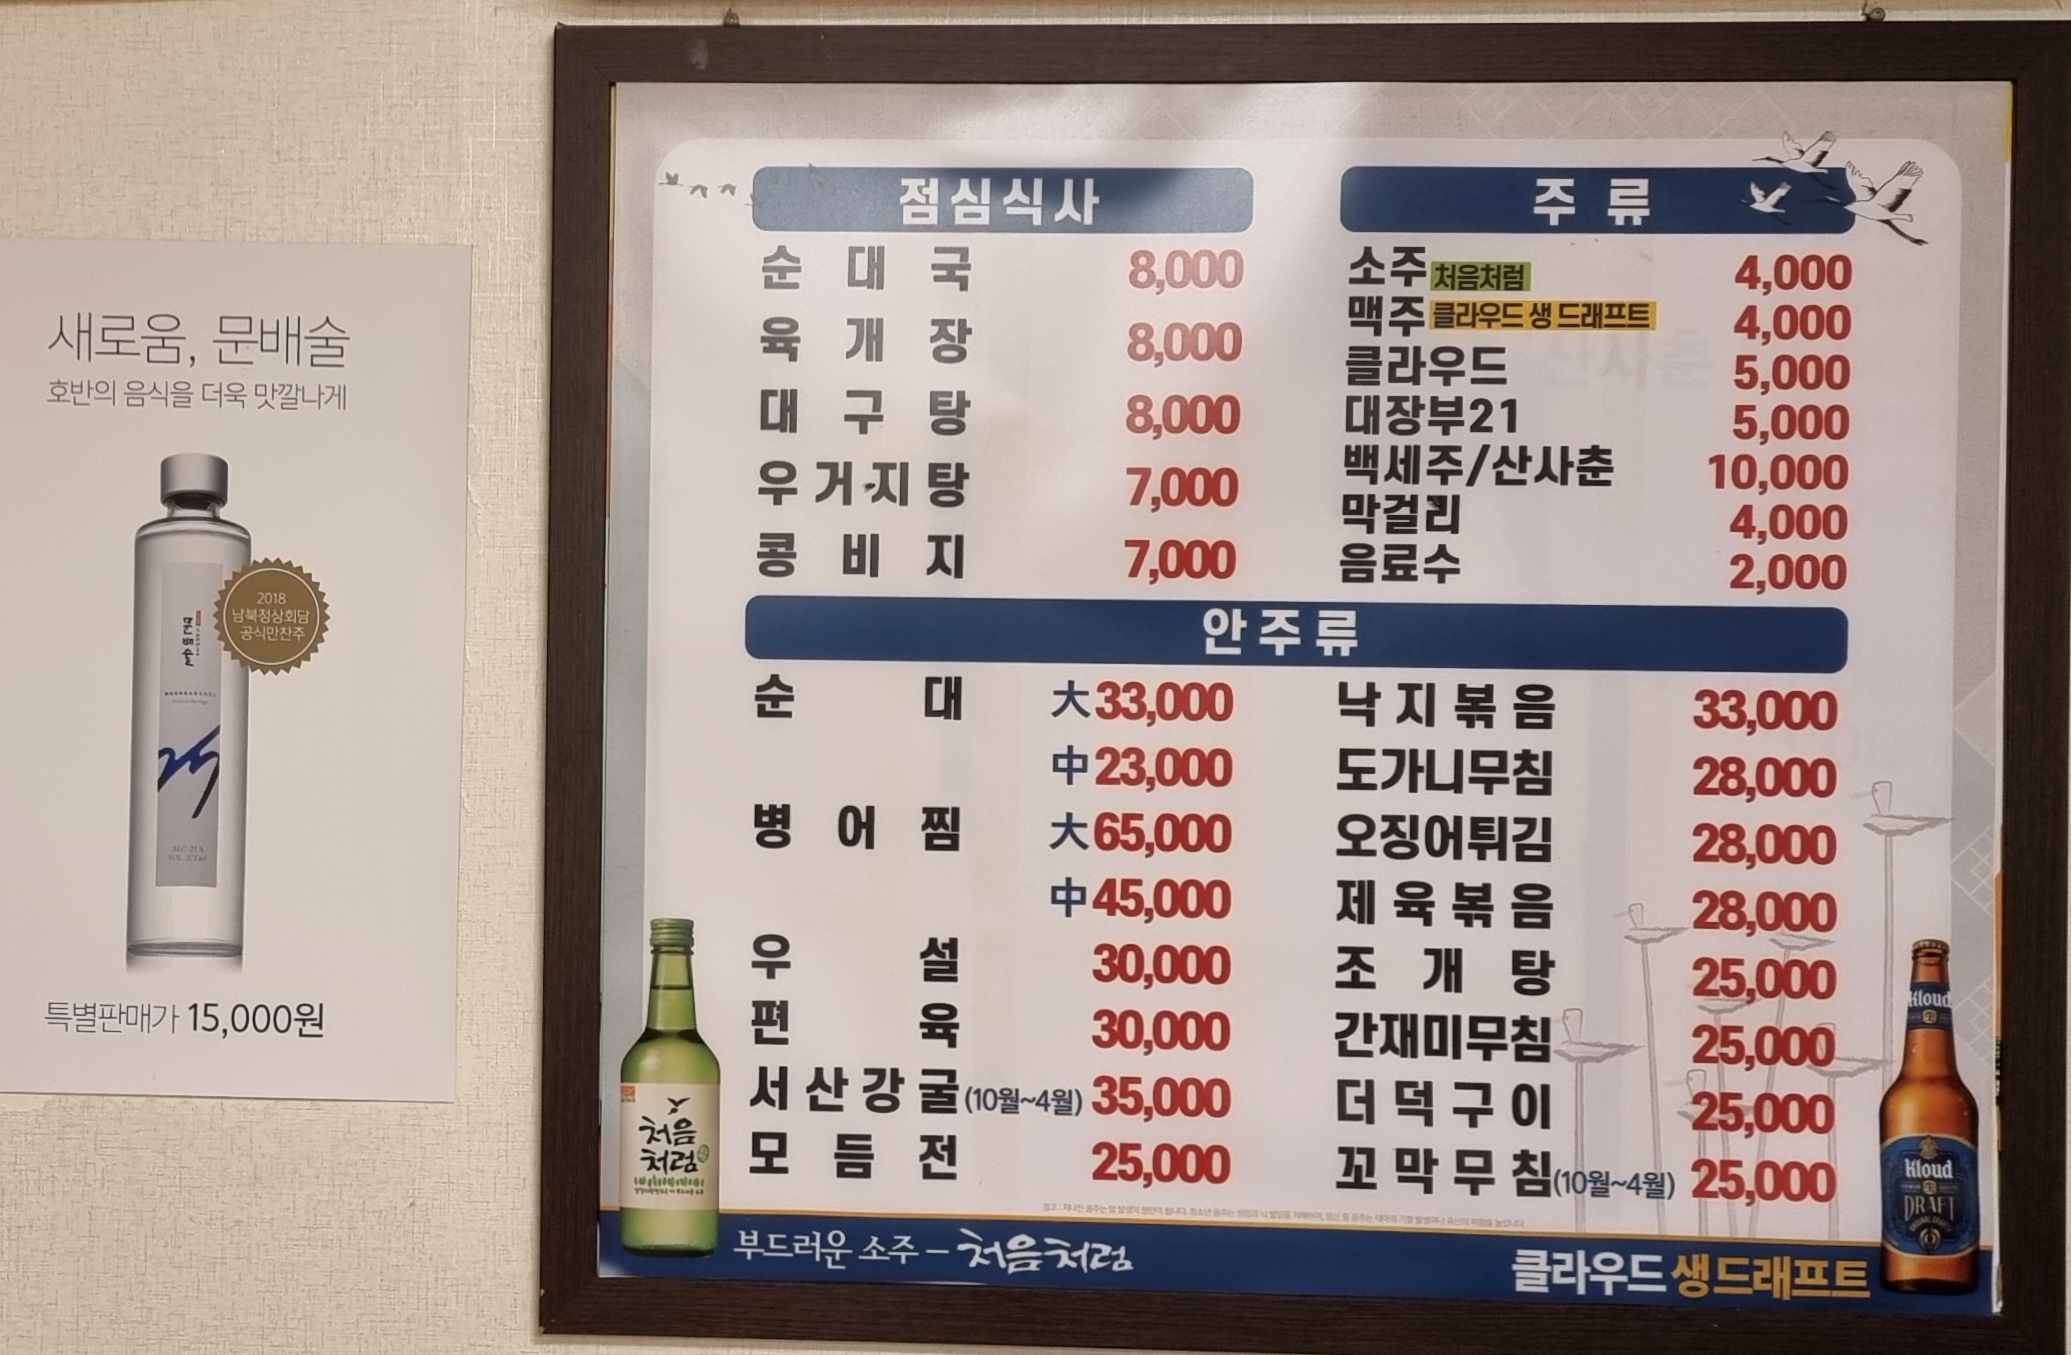 새로움, 문배술
호반의 음식을 더욱 맛깔나게
2018
남북정상회담
공식만찬주
문배술
25
특별판매가 15,000원
점심식사
순대국 8,000
육개장 8,000
대구탕 8,000
우거지탕 7,000
콩비지 7,000
주류
소주 처음처럼 4,000
맥주 클라우드 생 드래프트 4,000
클라우드 5,000
대장부21 5,000
백세주/산사춘 10,000
막걸리 4,000
음료수 2,000
안주류
순대 大 33,000
中 23,000
병어찜 大 65,000
中 45,000
우설 30,000
편육 30,000
서산강굴 (10월~4월) 35,000
모듬전 25,000
낙지볶음 33,000
도가니무침 28,000
오징어튀김 28,000
제육볶음 28,000
조개탕 25,000
간재미무침 25,000
더덕구이 25,000
꼬막무침 (10월~4월) 25,000
처음
처럼
Kloud
Kloud
DRAFT
부드러운 소주 – 처음처럼
클라우드 생 드래프트